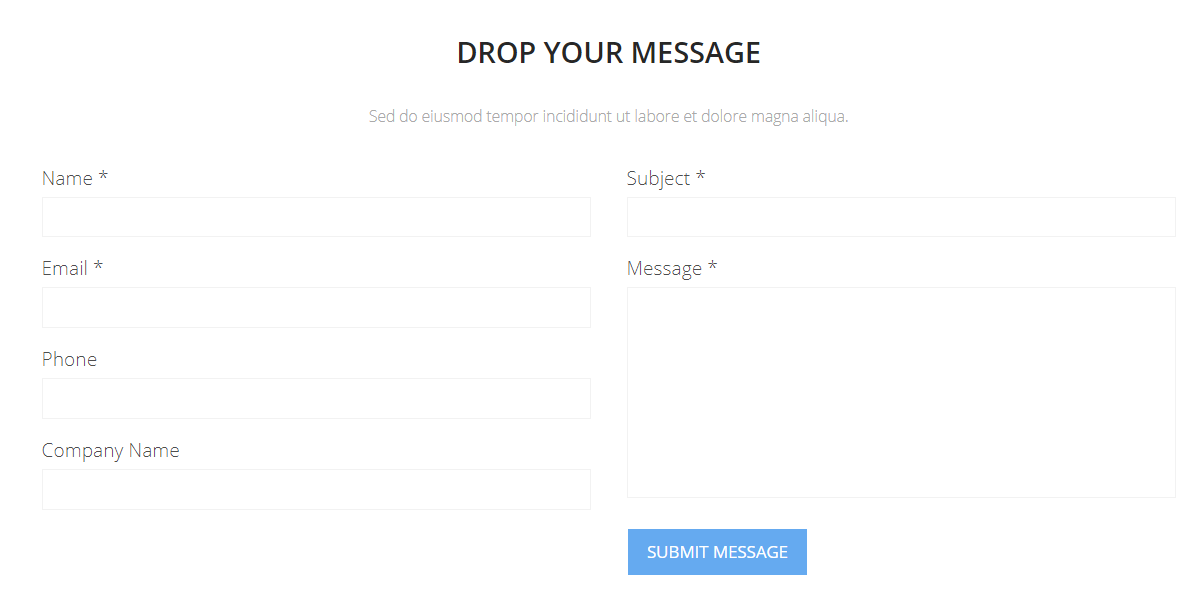 DROP YOUR MESSAGE
Sed do eiusmod tempor incididunt ut labore et dolore magna aliqua.
Name *
Email *
Phone
Company Name
Subject *
Message *
SUBMIT MESSAGE